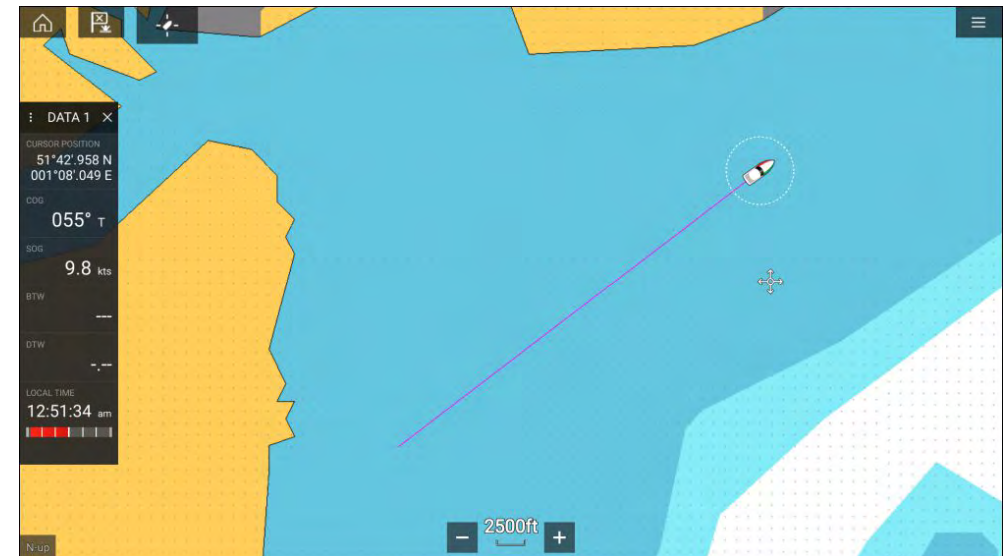 DATA 1
CURSOR POSITION
51°42'.958 N
001°08'.049 E
COG
055° T
SOG
9.8 kts
BTW
---
DTW
-.--
LOCAL TIME
12:51:34 am
N-up
2500ft